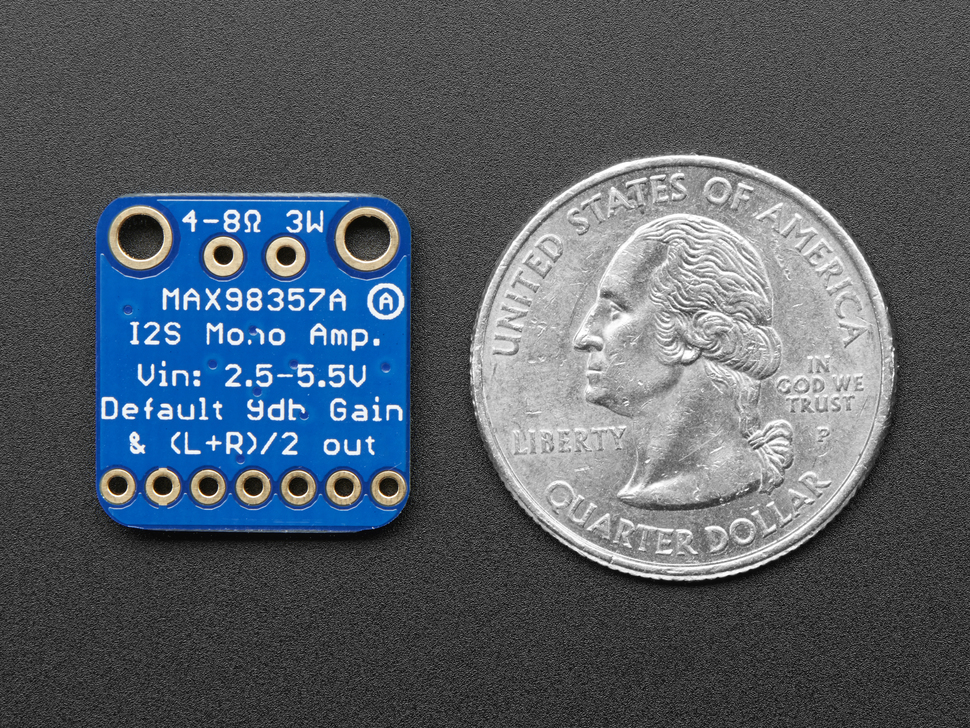 4-8Ω 3W
MAX98357A Ⓐ
I2S Mono Amp.
Vin: 2.5-5.5V
Default 9db Gain
& (L+R)/2 out
UNITED STATES OF AMERICA
IN
GOD WE
TRUST
LIBERTY
P
QUARTER DOLLAR